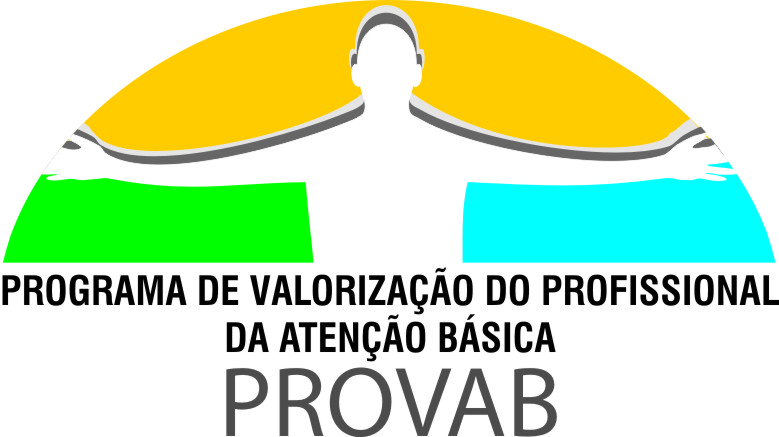 PROGRAMA DE VALORIZAÇÃO DO PROFISSIONAL
DA ATENÇÃO BÁSICA
PROVAB